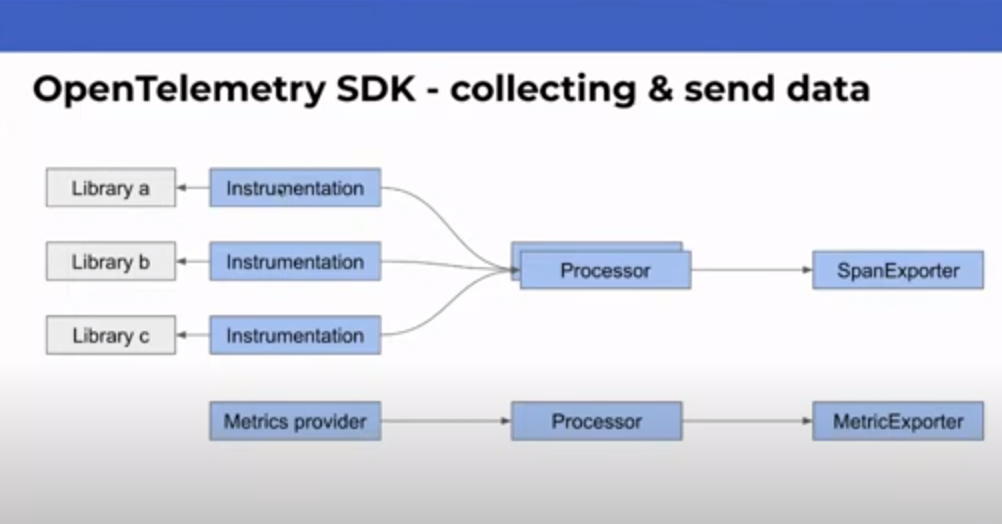 OpenTelemetry SDK - collecting & send data
Library a
Instrumentation
Library b
Instrumentation
Processor
SpanExporter
Library c
Instrumentation
Metrics provider
Processor
MetricExporter